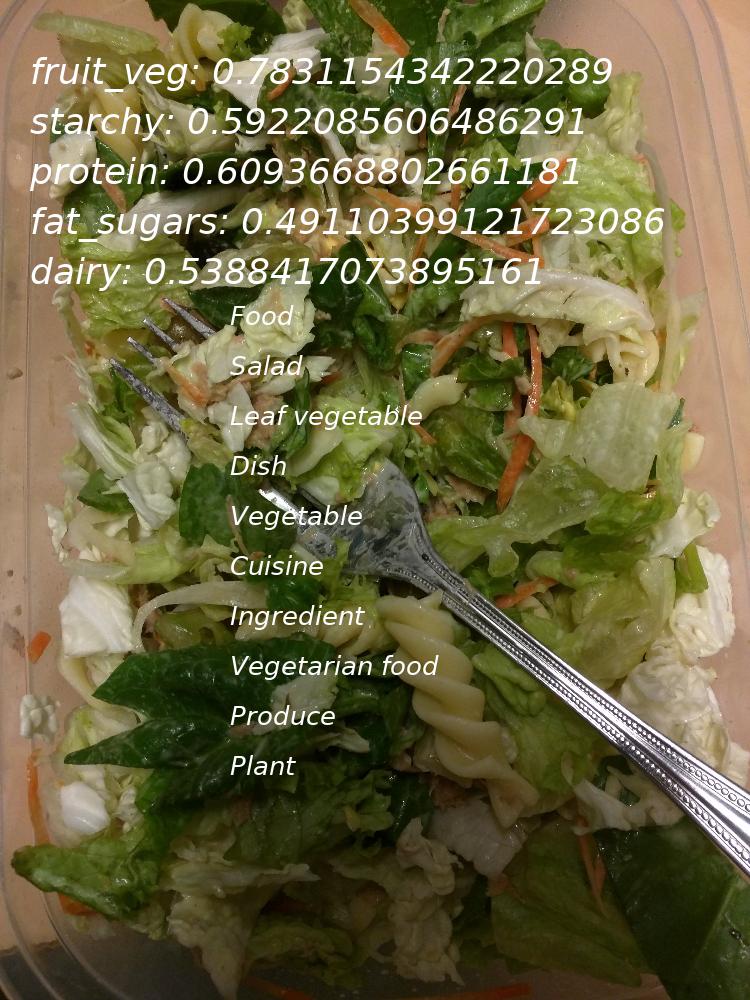 fruit_veg: 0.7831154342220289
starchy: 0.5922085606486291
protein: 0.6093668802661181
fat_sugars: 0.49110399121723086
dairy: 0.5388417073895161
Food
Salad
Leaf vegetable
Dish
Vegetable
Cuisine
Ingredient
Vegetarian food
Produce
Plant